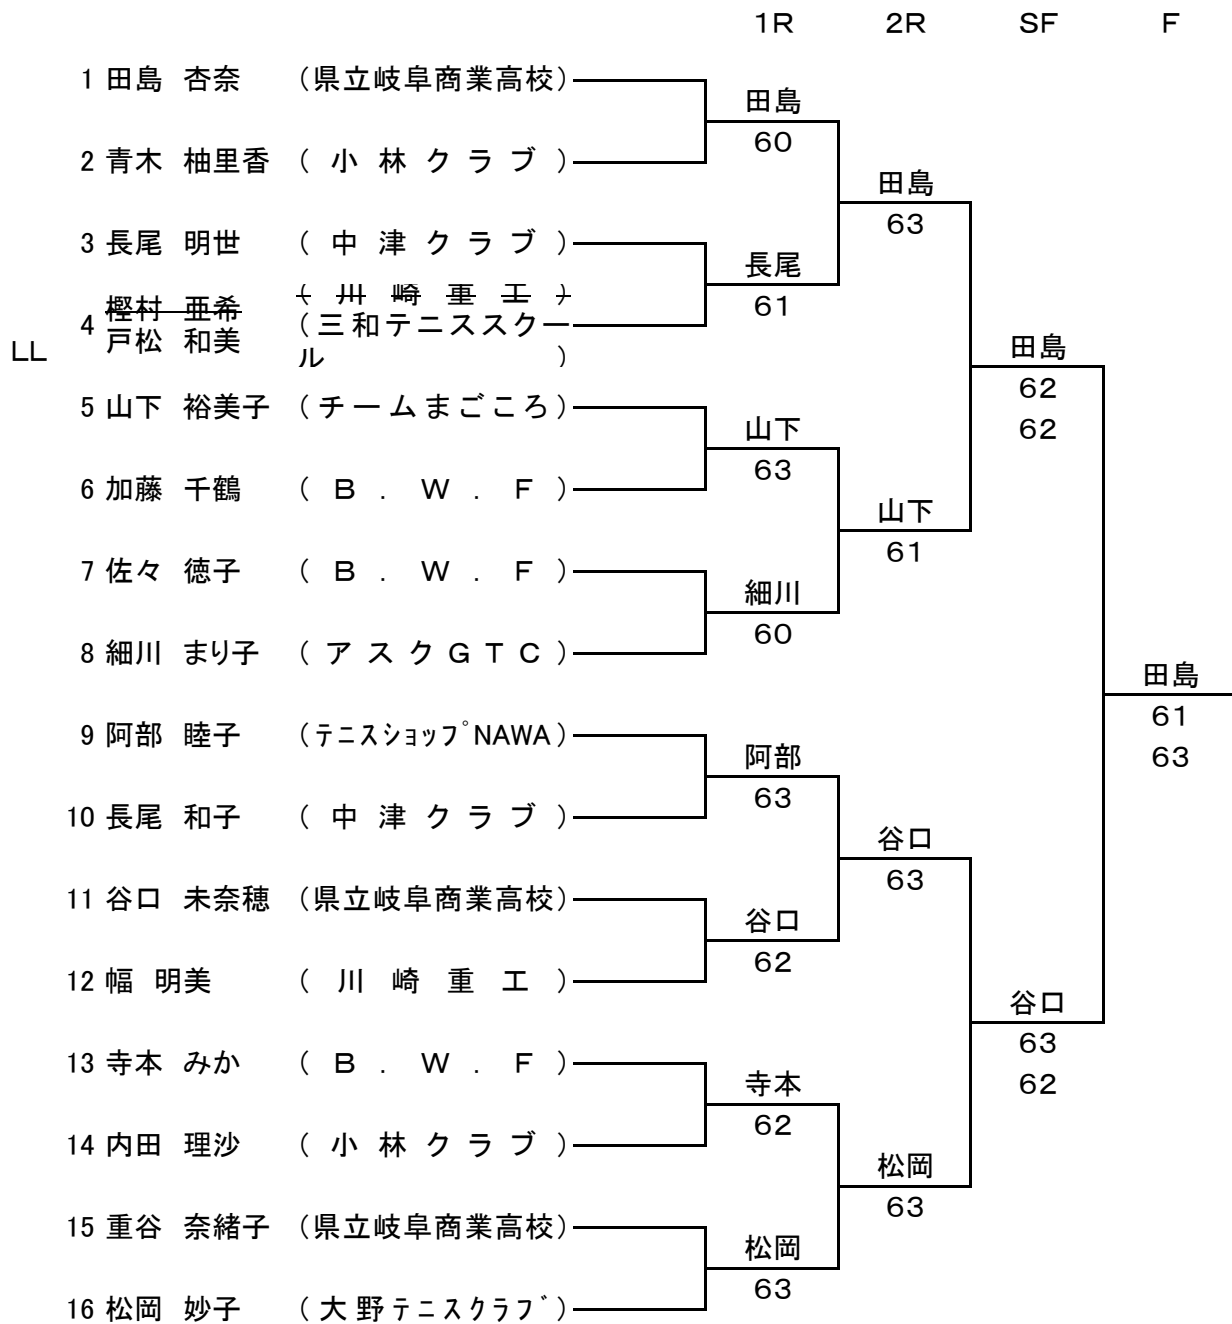 1R 2R SF F
1 田島 杏奈 (県立岐阜商業高校)
田島
60
2 青木 柚里香 (小林クラブ)
田島
63
3 長尾 明世 (中津クラブ)
長尾
61
樫村 亜希 (川崎重工)
4 戸松 和美 (三和テニススクー
ル)
LL
田島
62
62
5 山下 裕美子 (チームまごころ)
山下
63
6 加藤 千鶴 (B.W.F)
山下
61
7 佐々 徳子 (B.W.F)
細川
60
8 細川 まり子 (アスクGTC)
田島
61
63
9 阿部 睦子 (ﾃﾆｽショップNAWA)
阿部
63
10 長尾 和子 (中津クラブ)
谷口
63
11 谷口 未奈穂 (県立岐阜商業高校)
谷口
62
12 幅 明美 (川崎重工)
谷口
63
62
13 寺本 みか (B.W.F)
寺本
62
14 内田 理沙 (小林クラブ)
松岡
63
15 重谷 奈緒子 (県立岐阜商業高校)
松岡
63
16 松岡 妙子 (大野テニスクラブ)